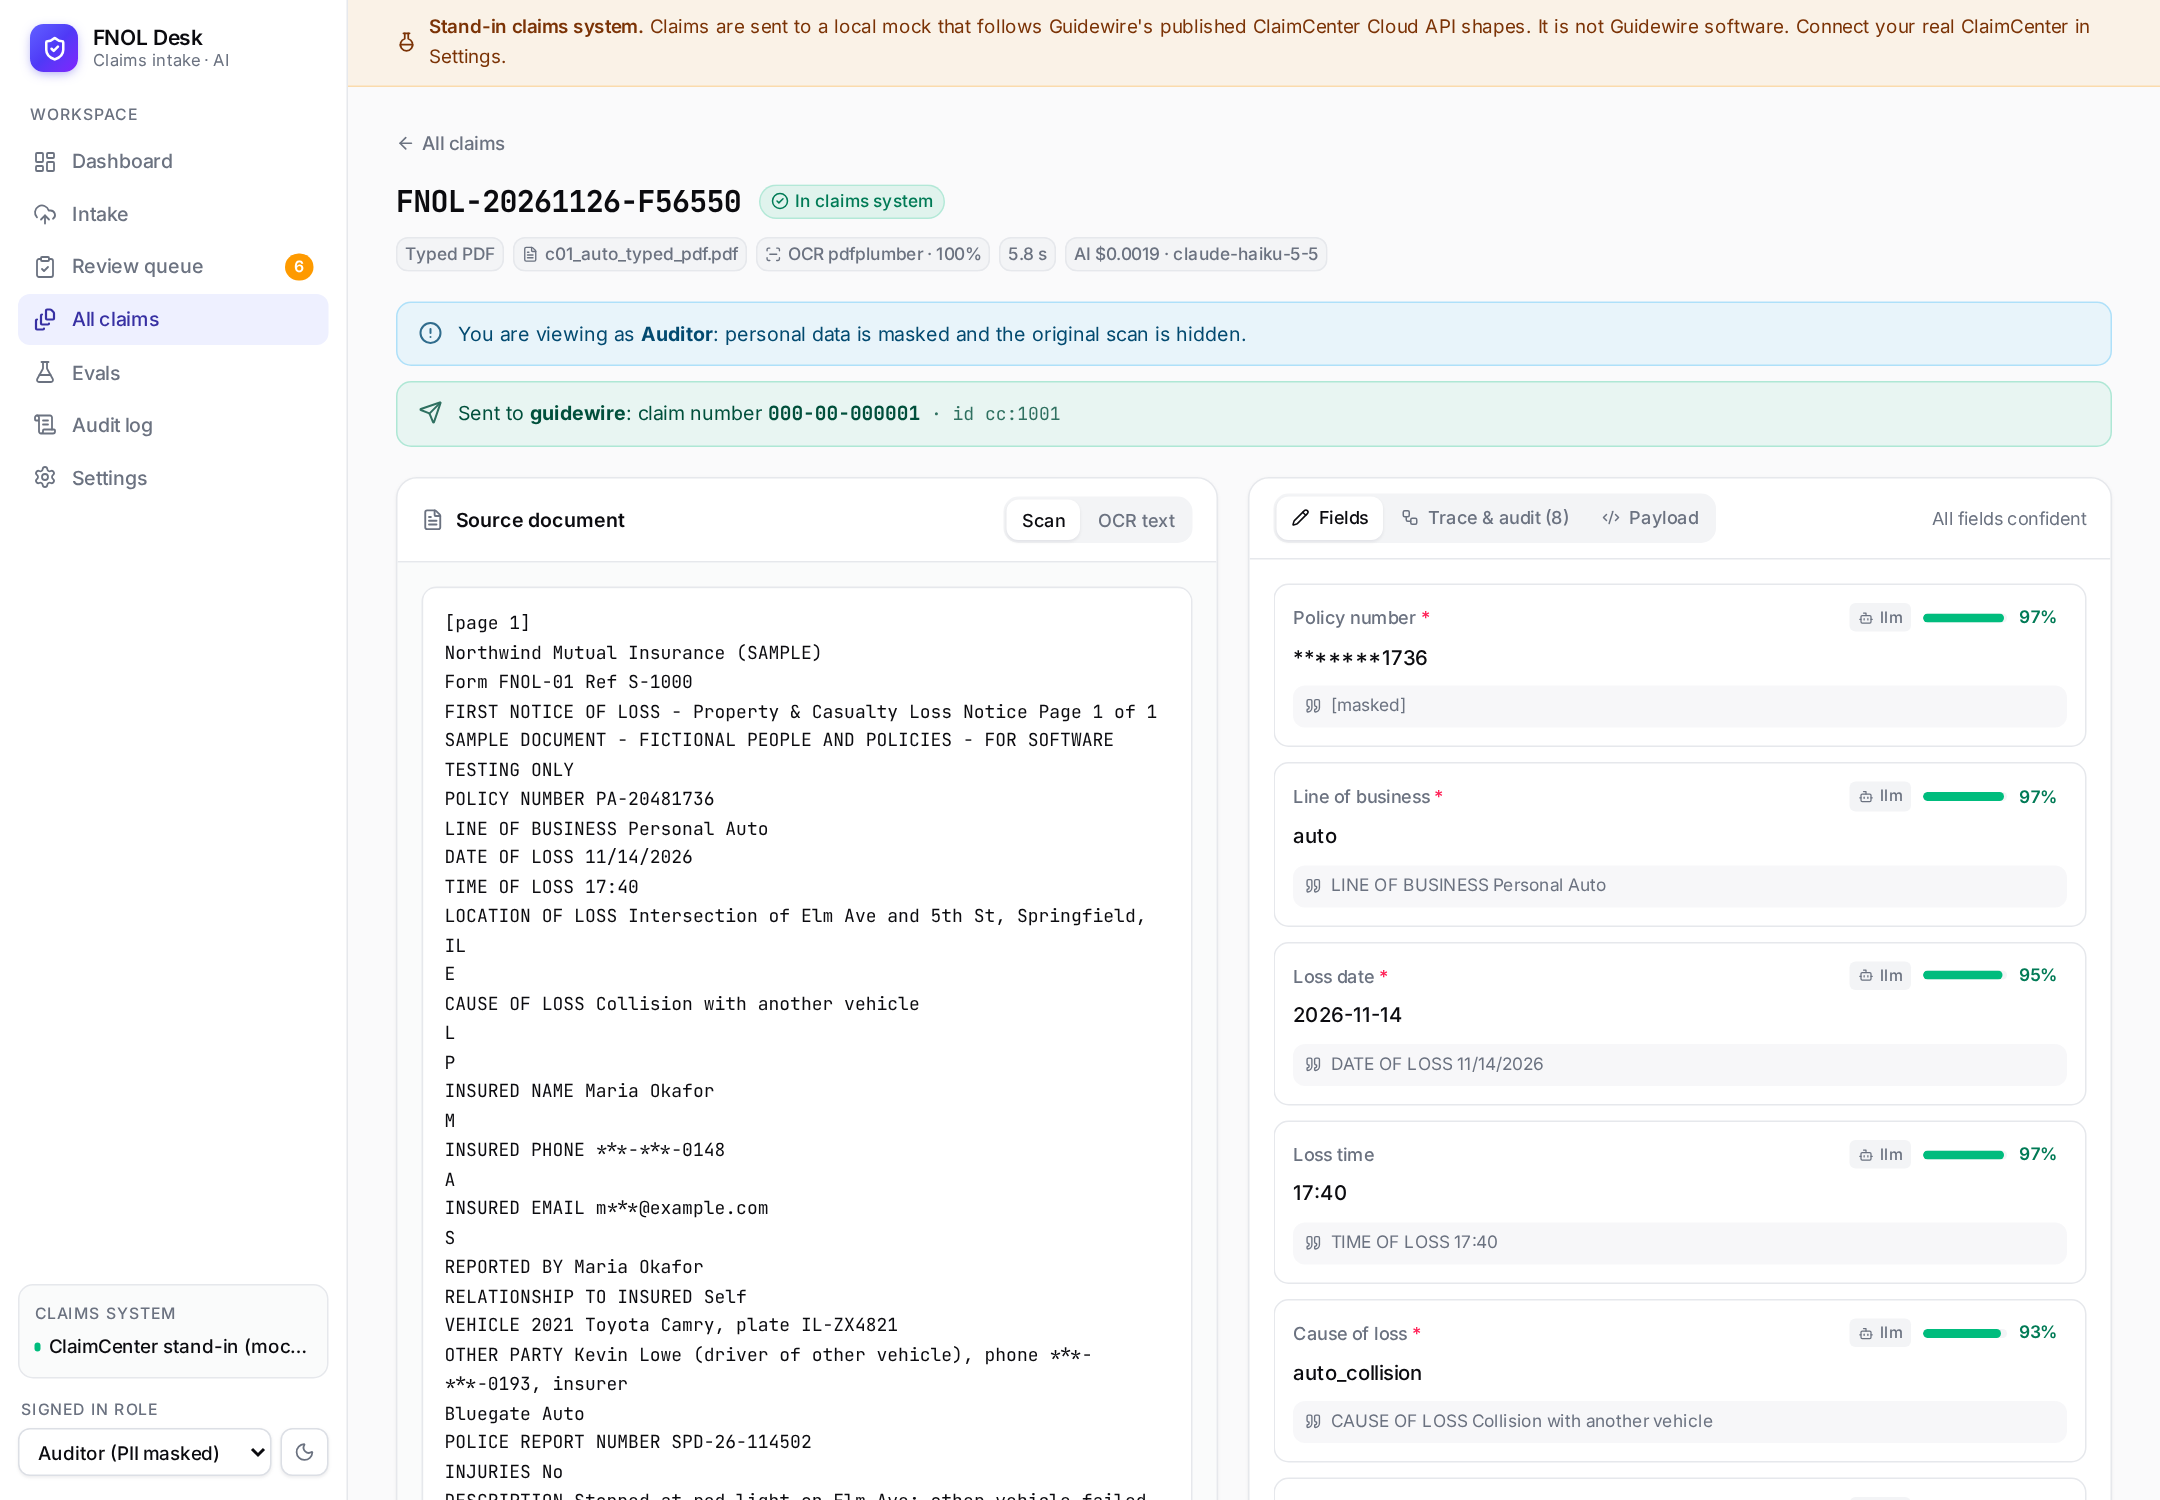 FNOL Desk
Claims intake · AI
WORKSPACE
Dashboard
Intake
Review queue
6
All claims
Evals
Audit log
Settings
CLAIMS SYSTEM
ClaimCenter stand-in (moc...
SIGNED IN ROLE
Auditor (PII masked)
Stand-in claims system. Claims are sent to a local mock that follows Guidewire's published ClaimCenter Cloud API shapes. It is not Guidewire software. Connect your real ClaimCenter in
Settings.
All claims
FNOL-20261126-F56550
In claims system
Typed PDF
c01_auto_typed_pdf.pdf
OCR pdfplumber · 100%
5.8 s
AI $0.0019 · claude-haiku-5-5
You are viewing as Auditor: personal data is masked and the original scan is hidden.
Sent to guidewire: claim number 000-00-000001 · id cc:1001
Source document
Scan
OCR text
[page 1]
Northwind Mutual Insurance (SAMPLE)
Form FNOL-01 Ref S-1000
FIRST NOTICE OF LOSS - Property & Casualty Loss Notice Page 1 of 1
SAMPLE DOCUMENT - FICTIONAL PEOPLE AND POLICIES - FOR SOFTWARE
TESTING ONLY
POLICY NUMBER PA-20481736
LINE OF BUSINESS Personal Auto
DATE OF LOSS 11/14/2026
TIME OF LOSS 17:40
LOCATION OF LOSS Intersection of Elm Ave and 5th St, Springfield,
IL
E
CAUSE OF LOSS Collision with another vehicle
L
P
INSURED NAME Maria Okafor
M
INSURED PHONE ***-***-0148
A
INSURED EMAIL m***@example.com
S
REPORTED BY Maria Okafor
RELATIONSHIP TO INSURED Self
VEHICLE 2021 Toyota Camry, plate IL-ZX4821
OTHER PARTY Kevin Lowe (driver of other vehicle), phone ***-
***-0193, insurer
Bluegate Auto
POLICE REPORT NUMBER SPD-26-114502
INJURIES No
DESCRIPTION Stopped at red light on Elm Ave; other vehicle failed
Fields
Trace & audit (8)
Payload
All fields confident
Policy number *
llm
97%
*******1736
[masked]
Line of business *
llm
97%
auto
LINE OF BUSINESS Personal Auto
Loss date *
llm
95%
2026-11-14
DATE OF LOSS 11/14/2026
Loss time
llm
97%
17:40
TIME OF LOSS 17:40
Cause of loss *
llm
93%
auto_collision
CAUSE OF LOSS Collision with another vehicle